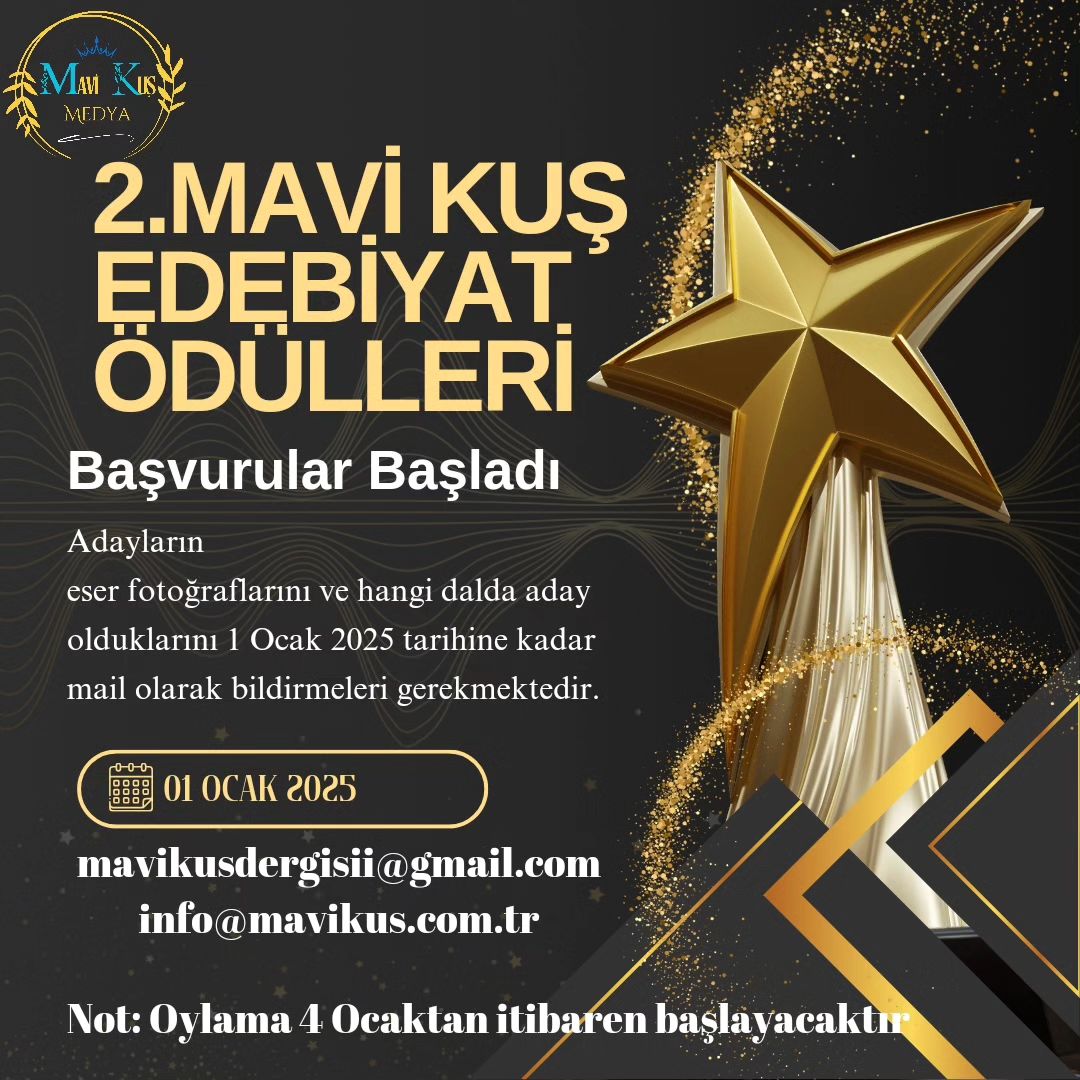 MAVİ KUŞ
MEDYA
2.MAVİ KUŞ
EDEBİYAT
ÖDÜLLERİ
Başvurular Başladı
Adayların
eser fotoğraflarını ve hangi dalda aday
olduklarını 1 Ocak 2025 tarihine kadar
mail olarak bildirmeleri gerekmektedir.
01 OCAK 2025
mavikusdergisii@gmail.com
info@mavikus.com.tr
Not: Oylama 4 Ocaktan itibaren başlayacaktır